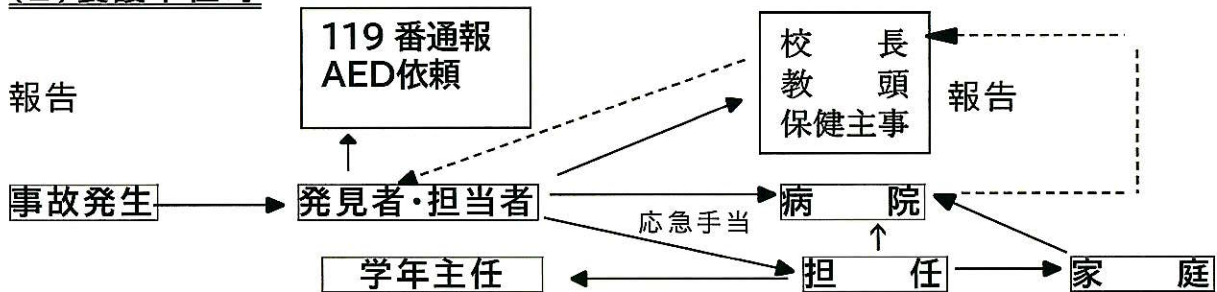 119 番通報
AED依頼
校　　長
教　　頭
保健主事
報告
報告
事故発生
発見者・担当者
病　　院
応急手当
学年主任
担　　任
家　　庭